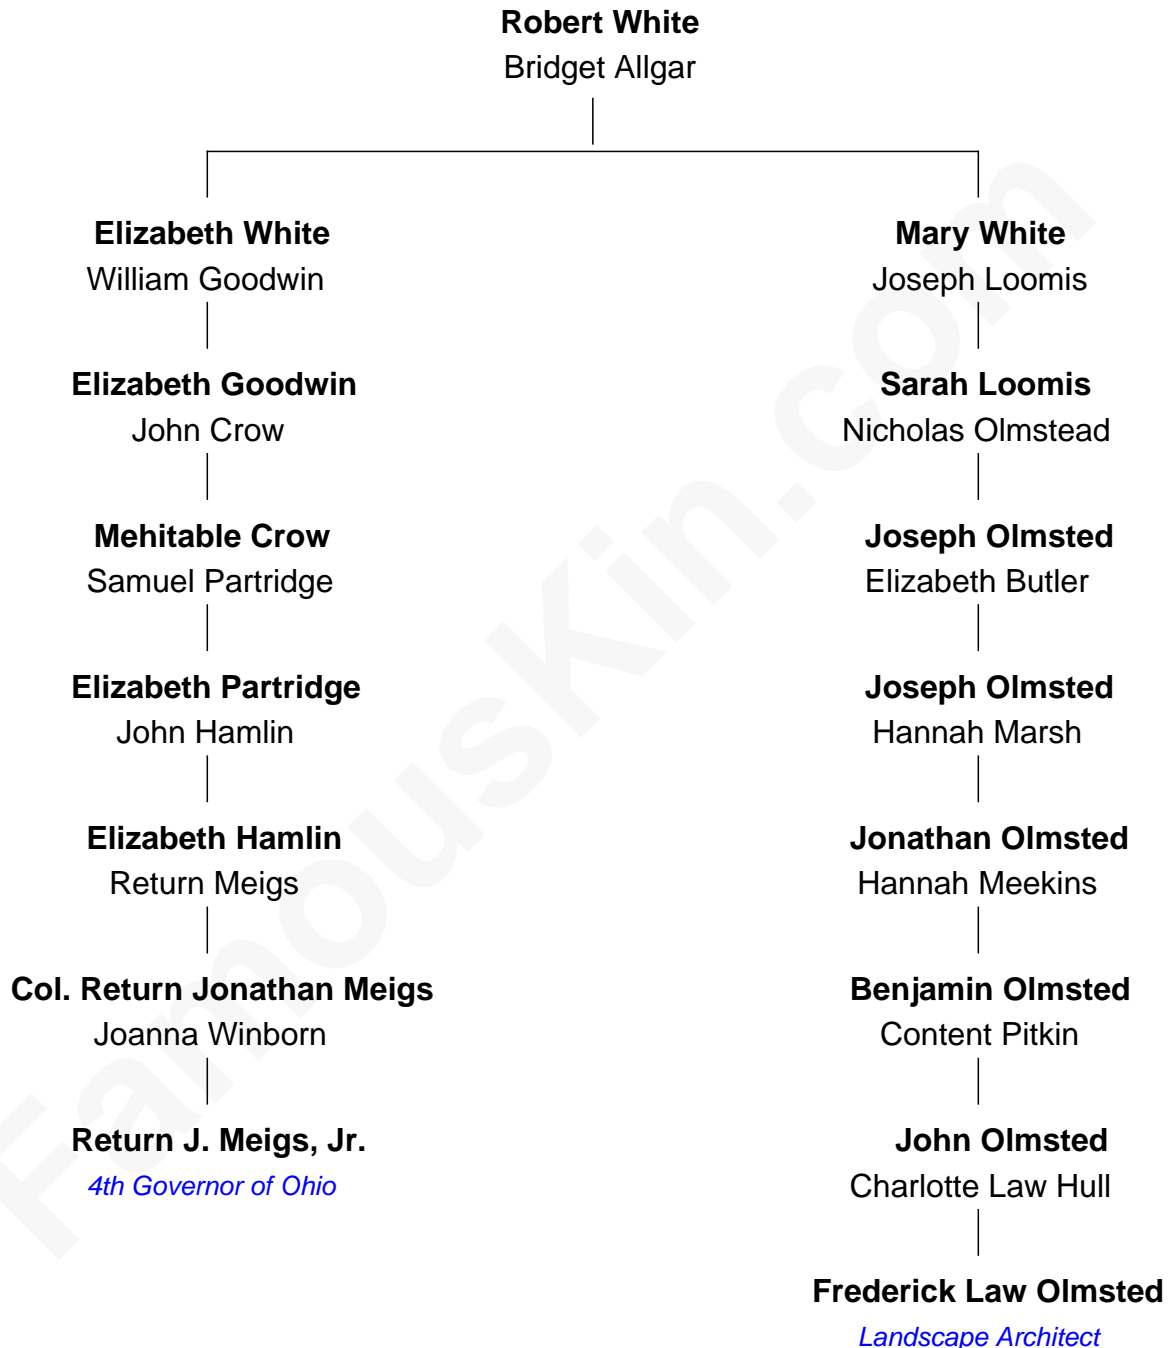 Robert White
Bridget Allgar
Elizabeth White
William Goodwin
Mary White
Joseph Loomis
Elizabeth Goodwin
John Crow
Sarah Loomis
Nicholas Olmstead
Mehitable Crow
Samuel Partridge
Joseph Olmsted
Elizabeth Butler
Elizabeth Partridge
John Hamlin
Joseph Olmsted
Hannah Marsh
Elizabeth Hamlin
Return Meigs
Jonathan Olmsted
Hannah Meekins
Col. Return Jonathan Meigs
Joanna Winborn
Benjamin Olmsted
Content Pitkin
Return J. Meigs, Jr.
4th Governor of Ohio
John Olmsted
Charlotte Law Hull
Frederick Law Olmsted
Landscape Architect
FamousKin.com